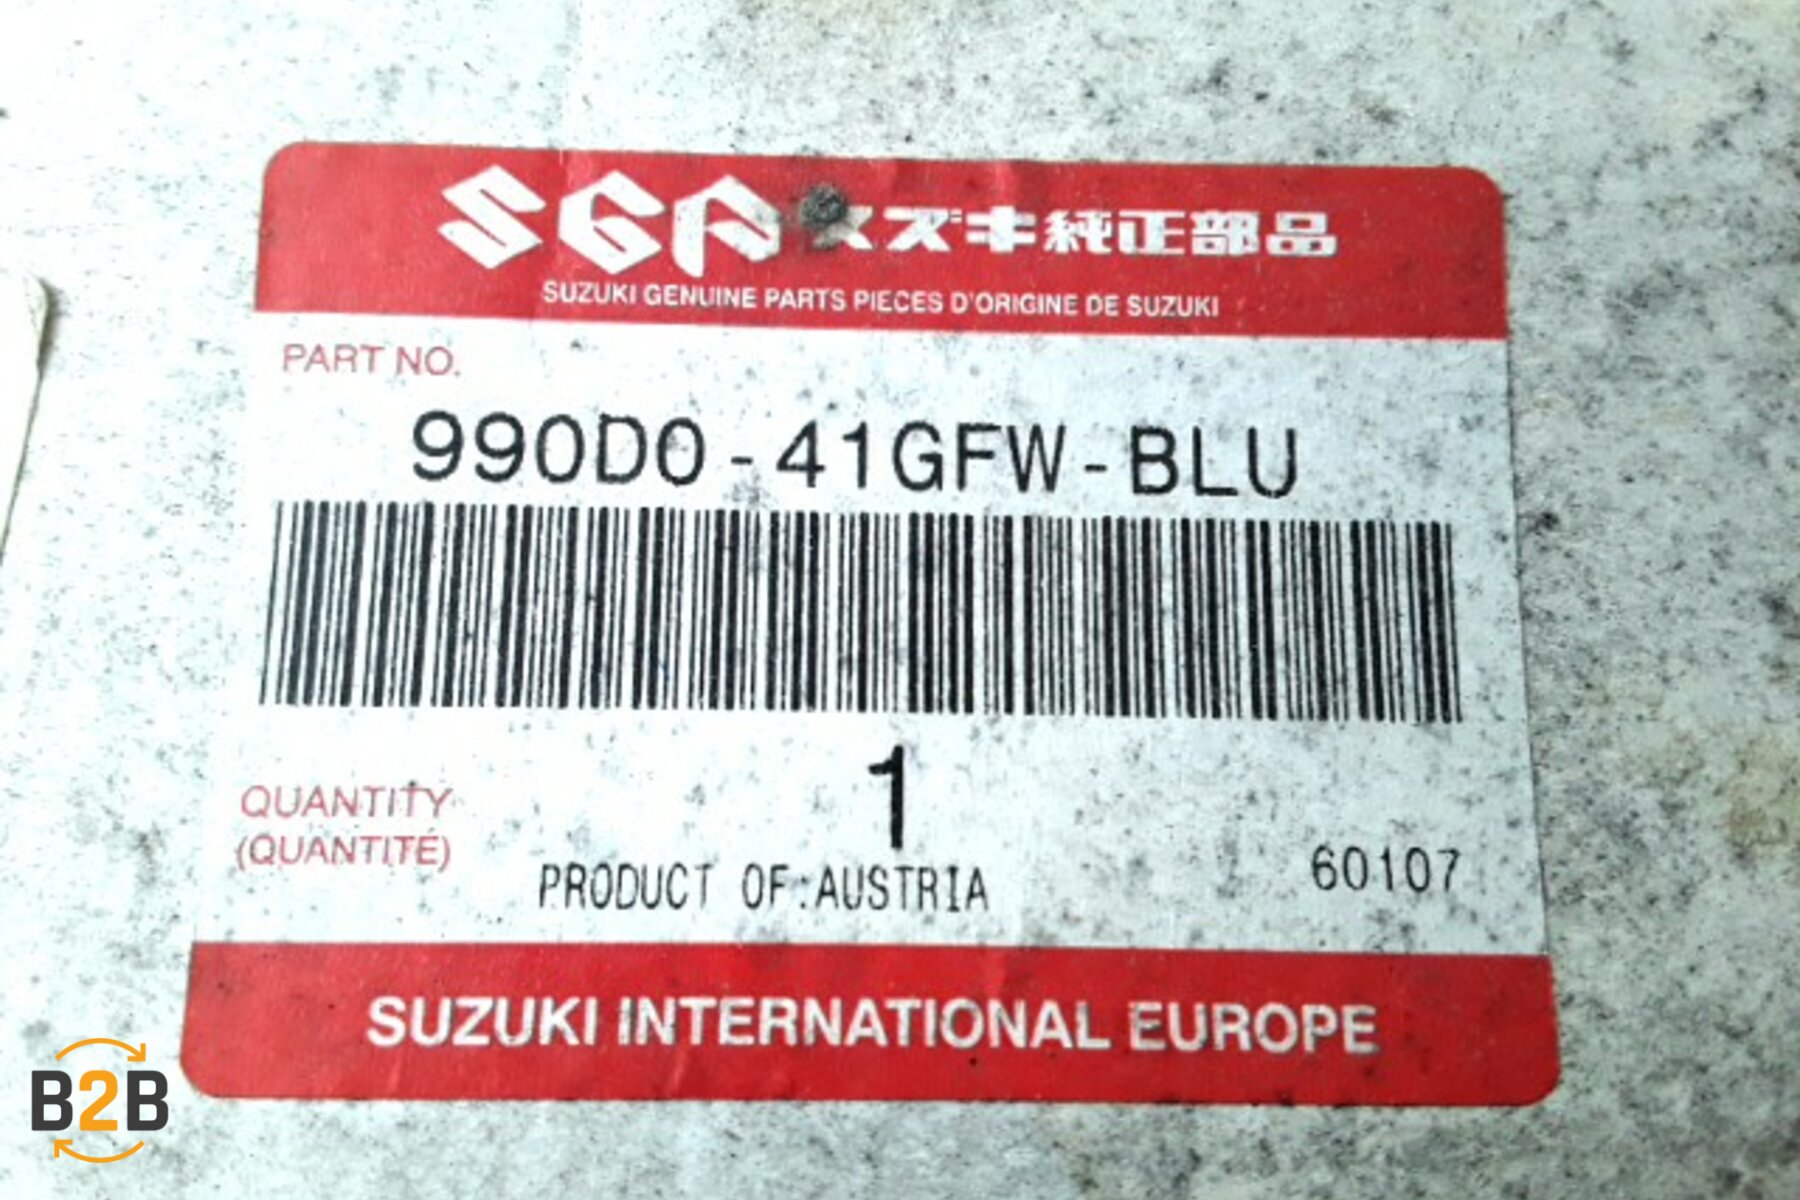 SGP スズキ純正部品
SUZUKI GENUINE PARTS PIECES D'ORIGINE DE SUZUKI
PART NO.
990D0-41GFW-BLU
1
QUANTITY
(QUANTITÉ)
PRODUCT OF:AUSTRIA
60107
SUZUKI INTERNATIONAL EUROPE
B2B